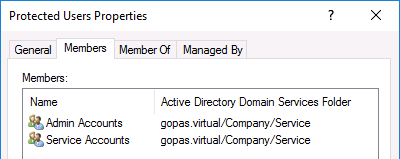 Protected Users Properties ? ×
General Members Member Of Managed By
Members:
Name Active Directory Domain Services Folder
Admin Accounts gopas.virtual/Company/Service
Service Accounts gopas.virtual/Company/Service